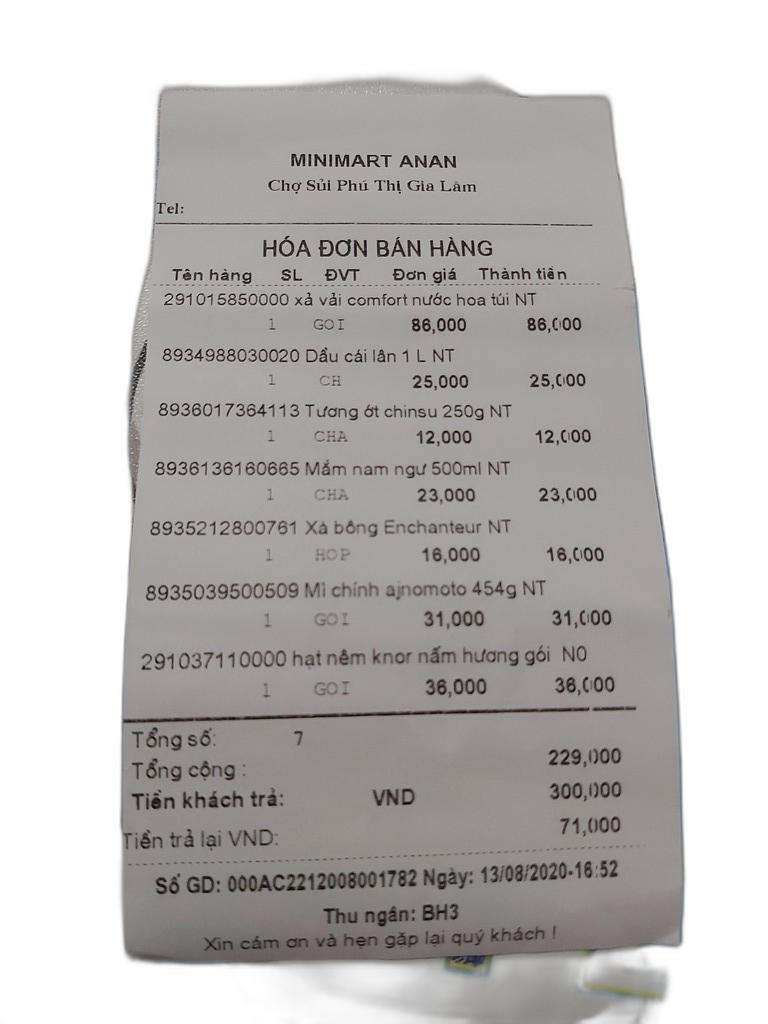 MINIMART ANAN
Chợ Sủi Phú Thị Gia Lâm
Tel:
HÓA ĐƠN BÁN HÀNG
Tên hàng SL ĐVT Đơn giá Thành tiền
291015850000 xả vải comfort nước hoa túi NT
1 GOI 86,000 86,000
8934988030020 Dầu cái lân 1 L NT
1 CH 25,000 25,000
8936017364113 Tương ớt chinsu 250g NT
1 CHA 12,000 12,000
8936136160665 Mắm nam ngư 500ml NT
1 CHA 23,000 23,000
8935212800761 Xà bông Enchanteur NT
1 HOP 16,000 16,000
8935039500509 Mì chính ajnomoto 454g NT
1 GOI 31,000 31,000
291037110000 hạt nêm knor nấm hương gói N0
1 GOI 36,000 36,000
Tổng số: 7
Tổng cộng : 229,000
Tiền khách trả: VND 300,000
Tiền trả lại VND: 71,000
Số GD: 000AC2212008001782 Ngày: 13/08/2020-16:52
Thu ngân: BH3
Xin cám ơn và hẹn gặp lại quý khách !